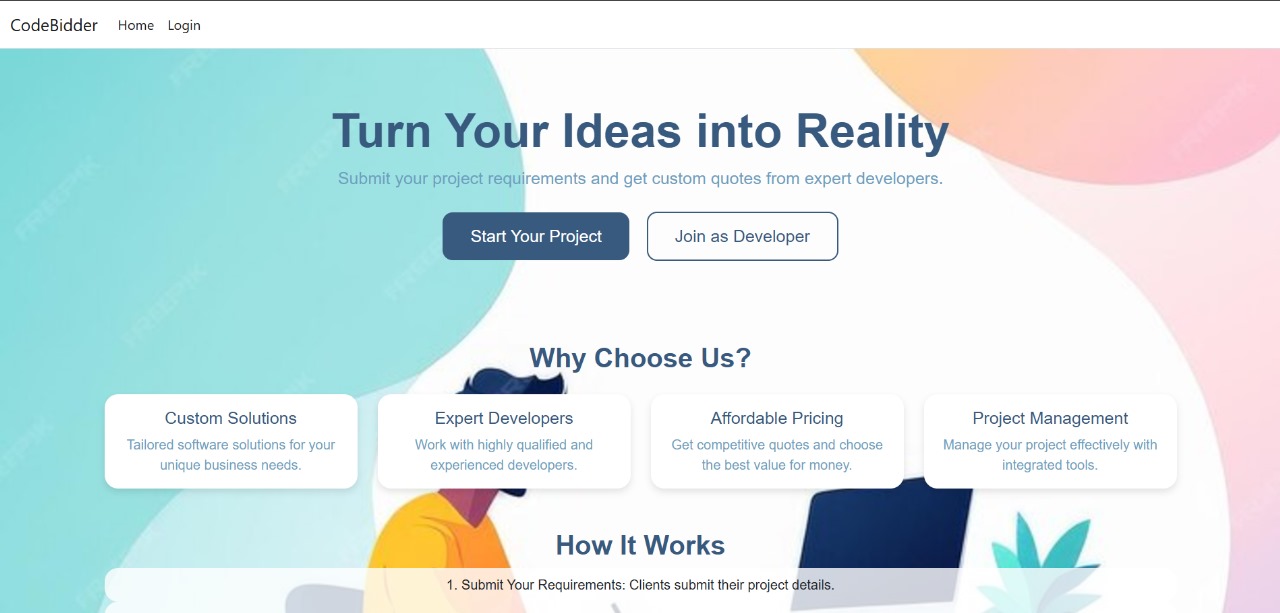 CodeBidder Home Login
Turn Your Ideas into Reality
Submit your project requirements and get custom quotes from expert developers.
Start Your Project
Join as Developer
Why Choose Us?
Custom Solutions
Tailored software solutions for your
unique business needs.
Expert Developers
Work with highly qualified and
experienced developers.
Affordable Pricing
Get competitive quotes and choose
the best value for money.
Project Management
Manage your project effectively with
integrated tools.
How It Works
1. Submit Your Requirements: Clients submit their project details.
FREEPIK
FREEPIK
FREEPIK